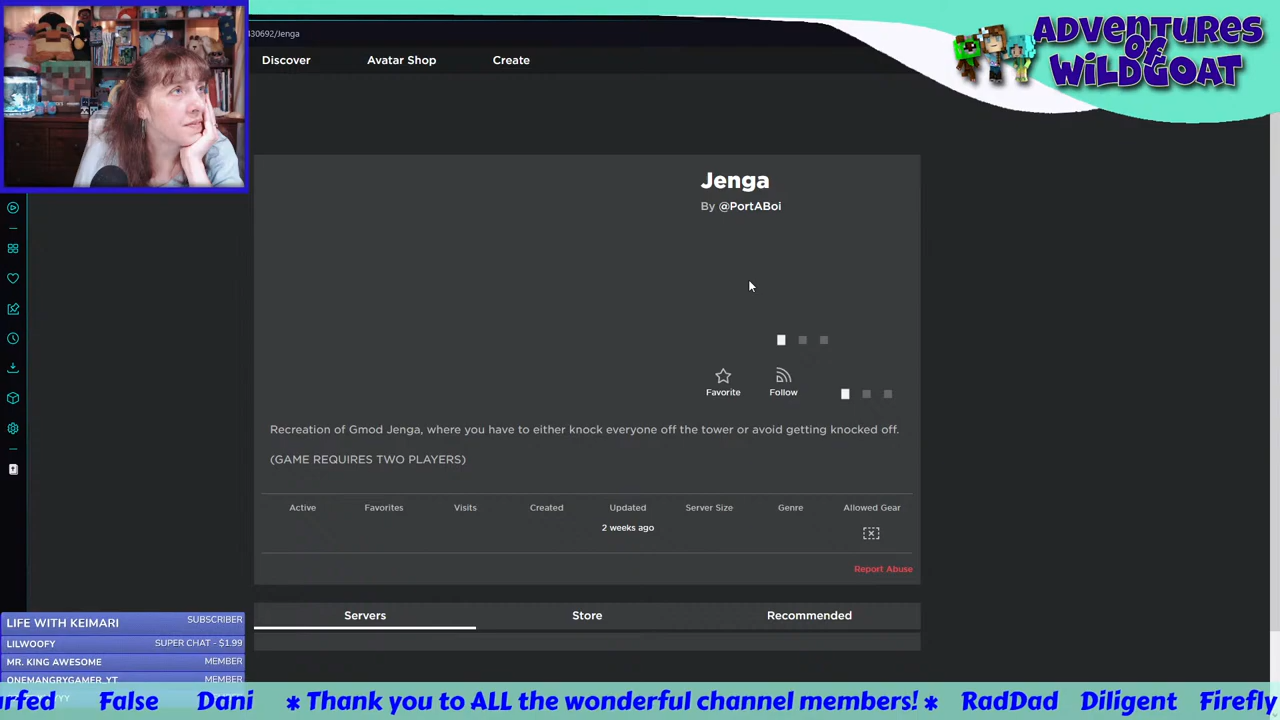 430692/Jenga
ADVENTURES
OF
WILDGOAT
Discover
Avatar Shop
Create
Jenga
By @PortABoi
Favorite
Follow
Recreation of Gmod Jenga, where you have to either knock everyone off the tower or avoid getting knocked off.
(GAME REQUIRES TWO PLAYERS)
Active
Favorites
Visits
Created
Updated
Server Size
Genre
Allowed Gear
2 weeks ago
Report Abuse
Servers
Store
Recommended
LIFE WITH KEIMARI
SUBSCRIBER
LILWOOFY
SUPER CHAT - $1.99
MR. KING AWESOME
MEMBER
ONEMANGRYGAMER_YT
MEMBER
False Dani * Thank you to ALL the wonderful channel members! * RadDad Diligent Firefly